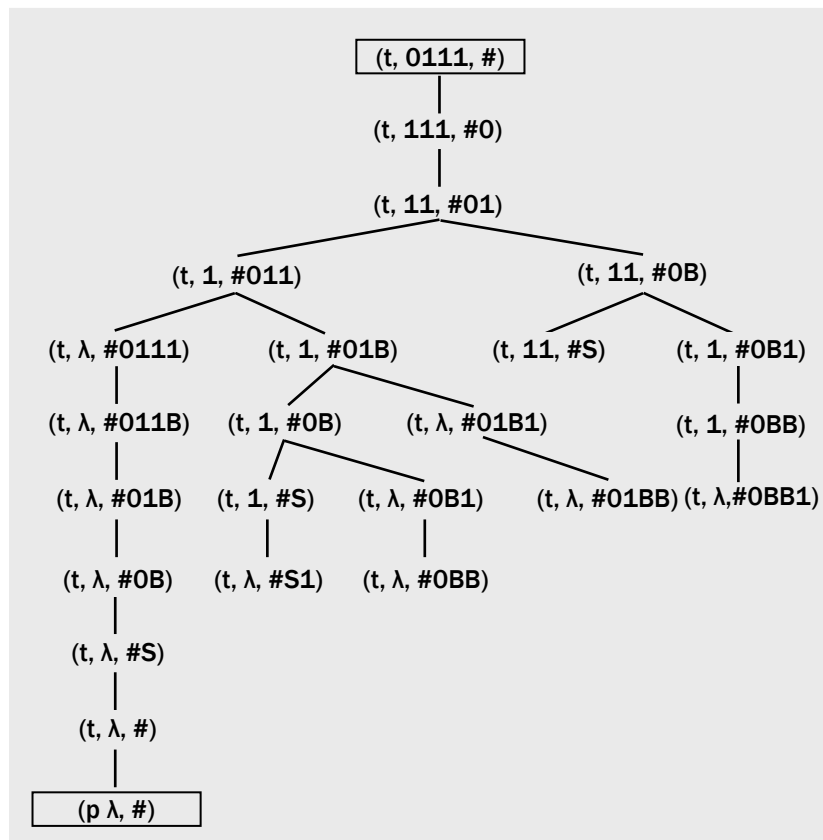 (t, 0111, #)
(t, 111, #0)
(t, 11, #01)
(t, 1, #011) (t, 11, #0B)
(t, λ, #0111) (t, 1, #01B) (t, 11, #S) (t, 1, #0B1)
(t, λ, #011B) (t, 1, #0B) (t, λ, #01B1) (t, 1, #0BB)
(t, λ, #01B) (t, 1, #S) (t, λ, #0B1) (t, λ, #01BB) (t, λ,#0BB1)
(t, λ, #0B) (t, λ, #S1) (t, λ, #0BB)
(t, λ, #S)
(t, λ, #)
(p λ, #)